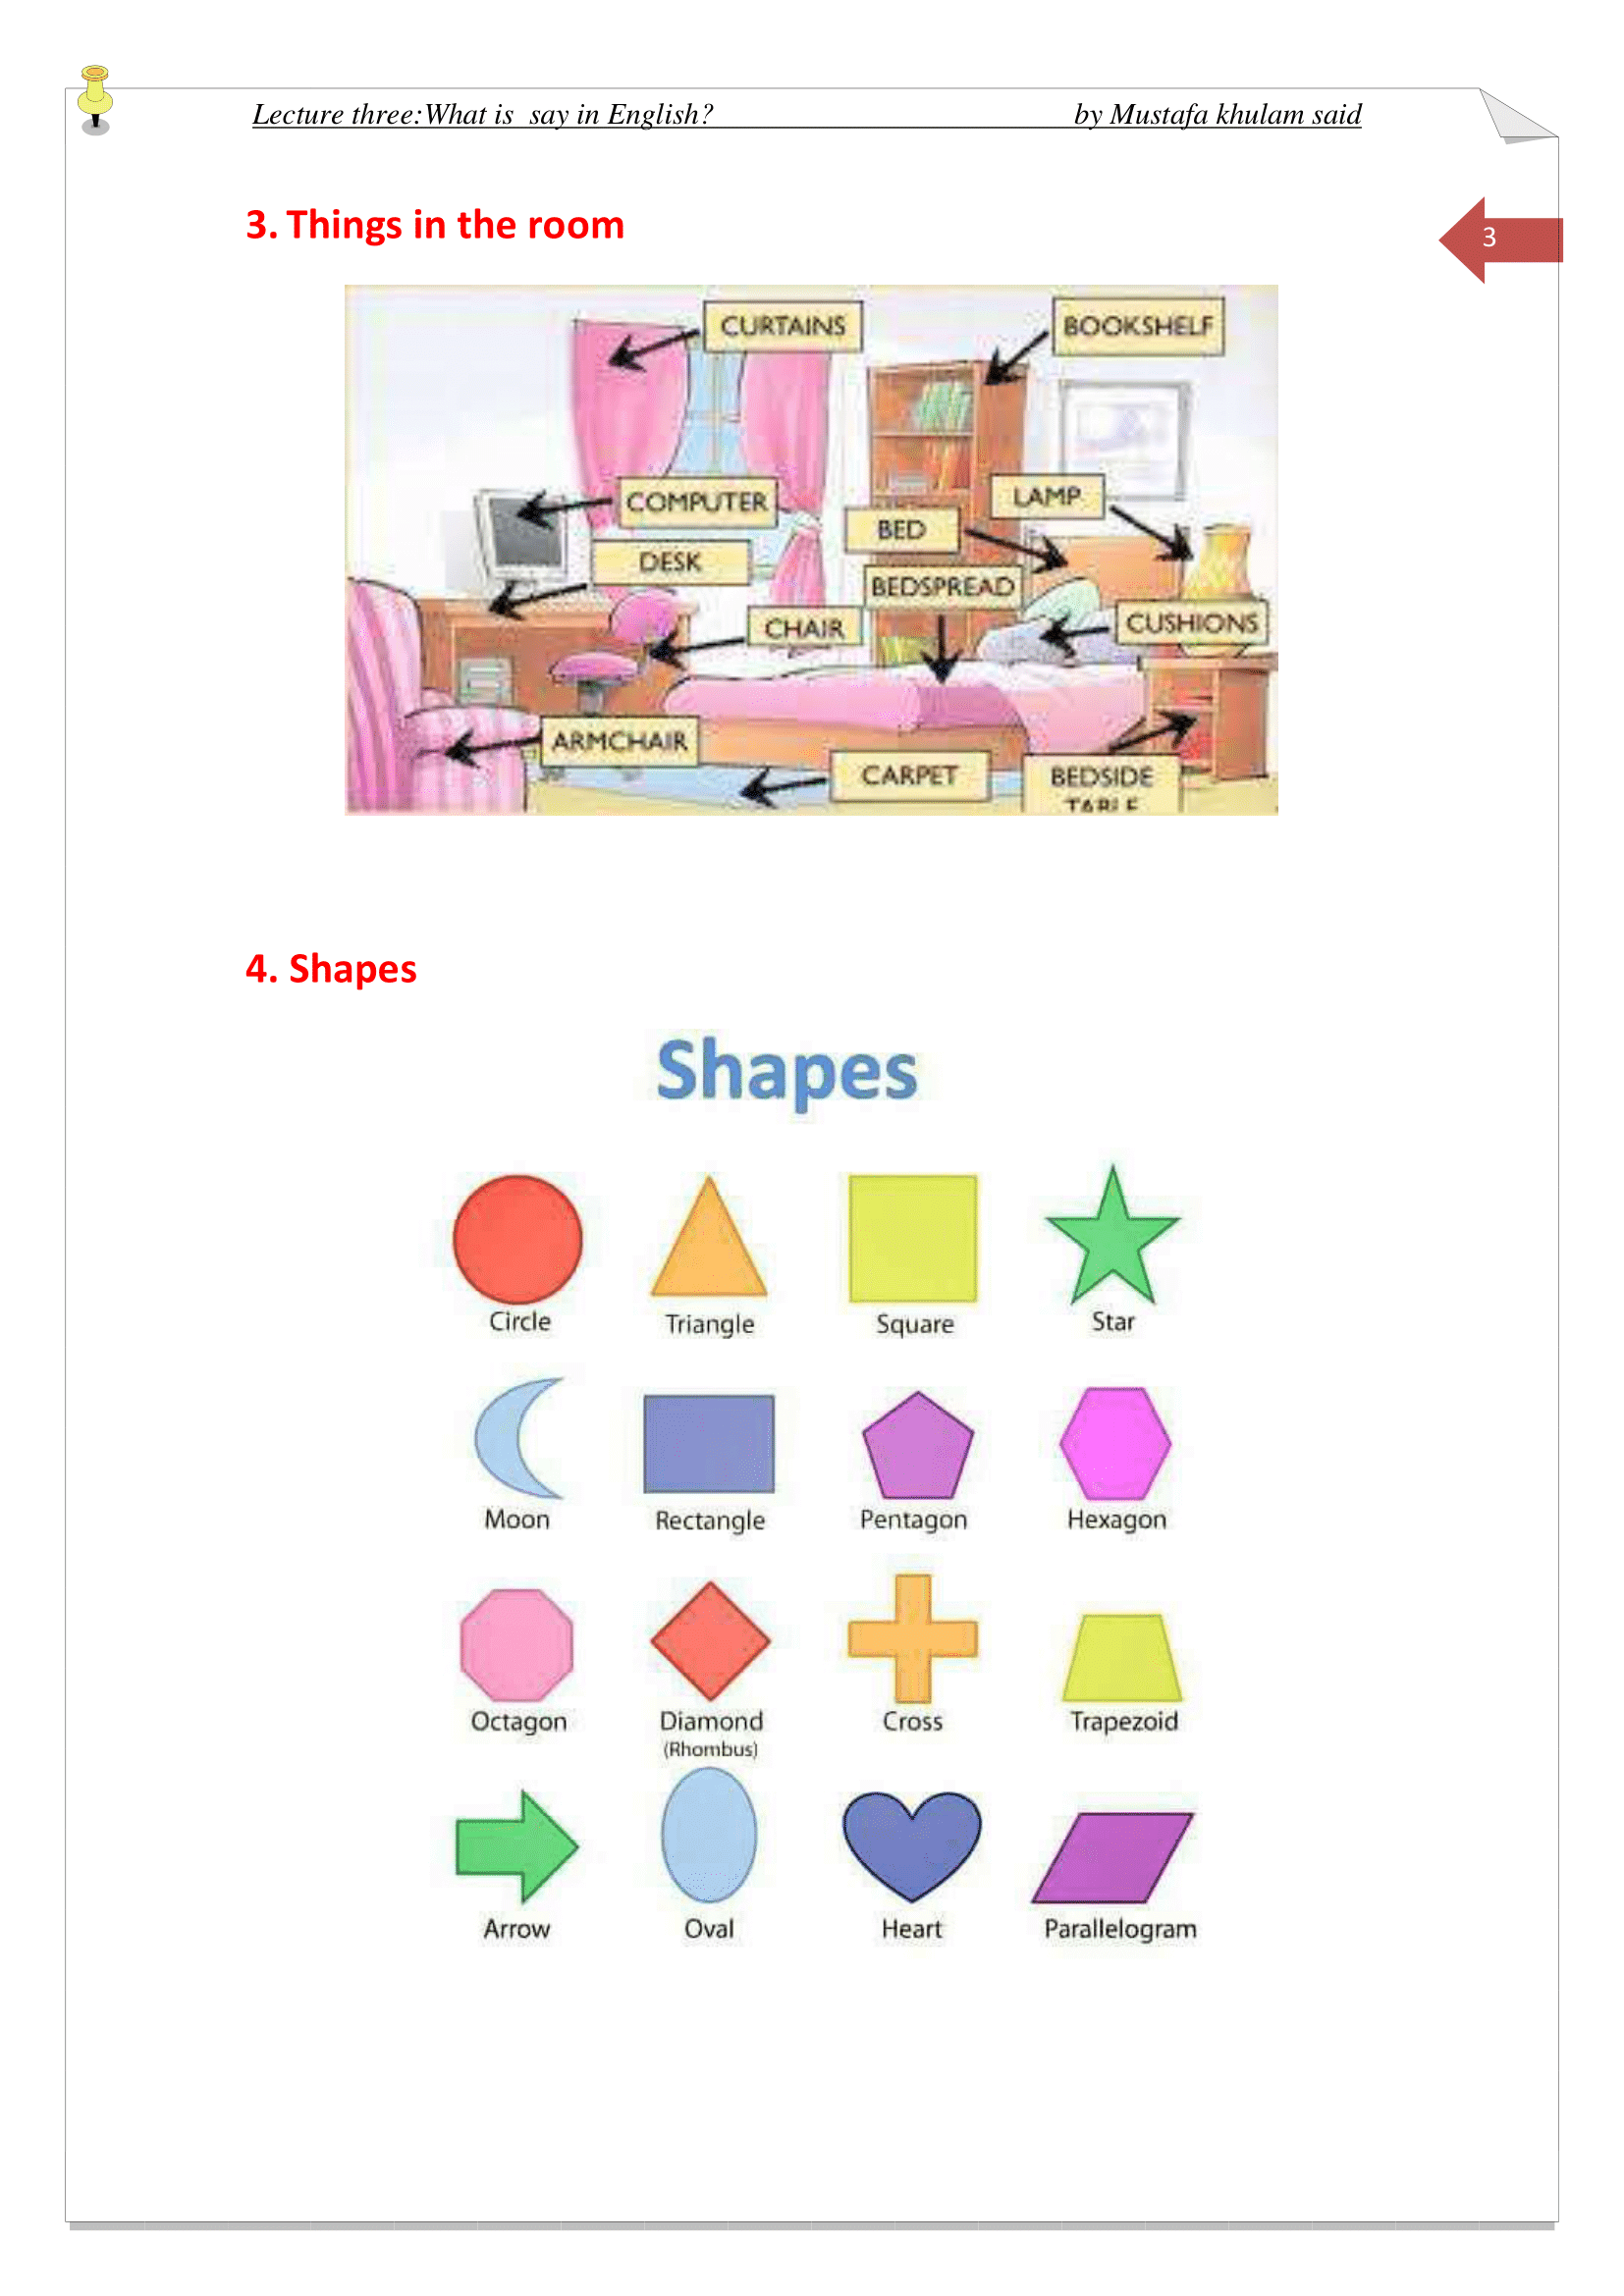 Lecture three:What is  say in English? by Mustafa khulam said
3. Things in the room
3
CURTAINS
BOOKSHELF
COMPUTER
LAMP
BED
DESK
BEDSPREAD
CHAIR
CUSHIONS
ARMCHAIR
CARPET
BEDSIDE
TABLE
4. Shapes
Shapes
Circle Triangle Square Star
Moon Rectangle Pentagon Hexagon
Octagon Diamond Cross Trapezoid
(Rhombus)
Arrow Oval Heart Parallelogram